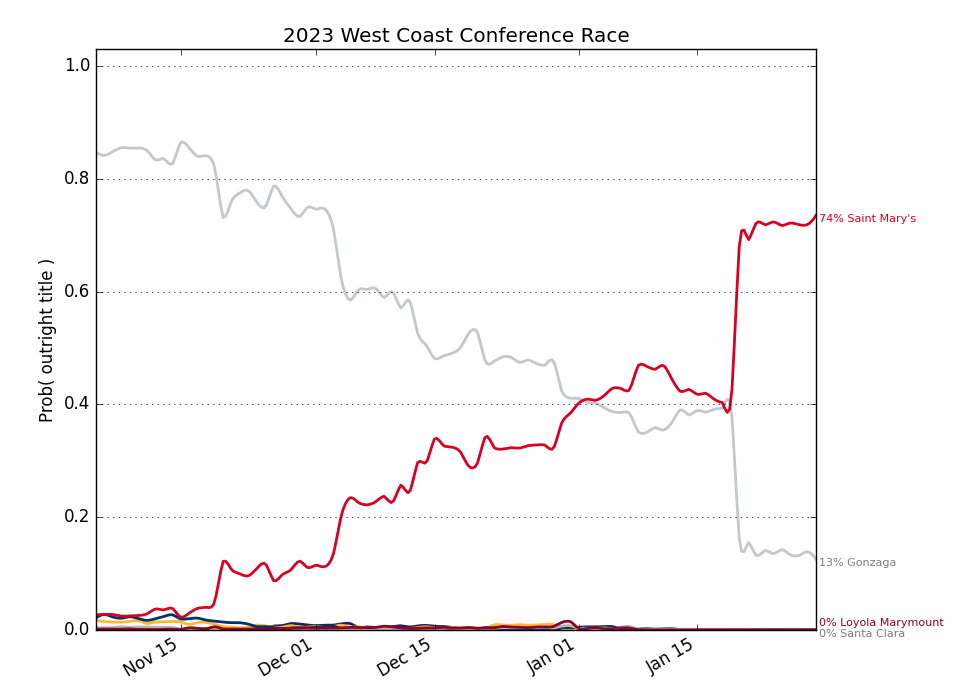 2023 West Coast Conference Race
Prob( outright title )
1.0
0.8
0.6
0.4
0.2
0.0
Nov 15
Dec 01
Dec 15
Jan 01
Jan 15
74% Saint Mary's
13% Gonzaga
0% Loyola Marymount
0% Santa Clara